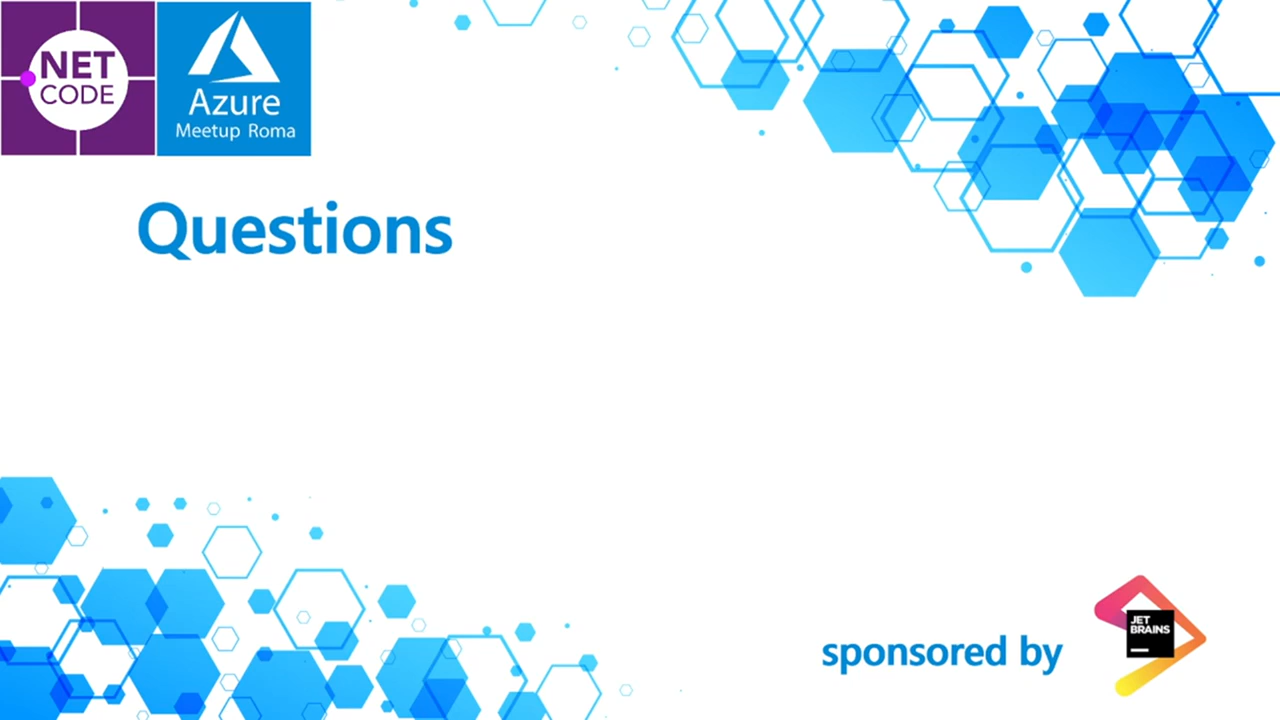 NET
CODE
Azure
Meetup Roma
Questions
sponsored by
JET
BRAINS